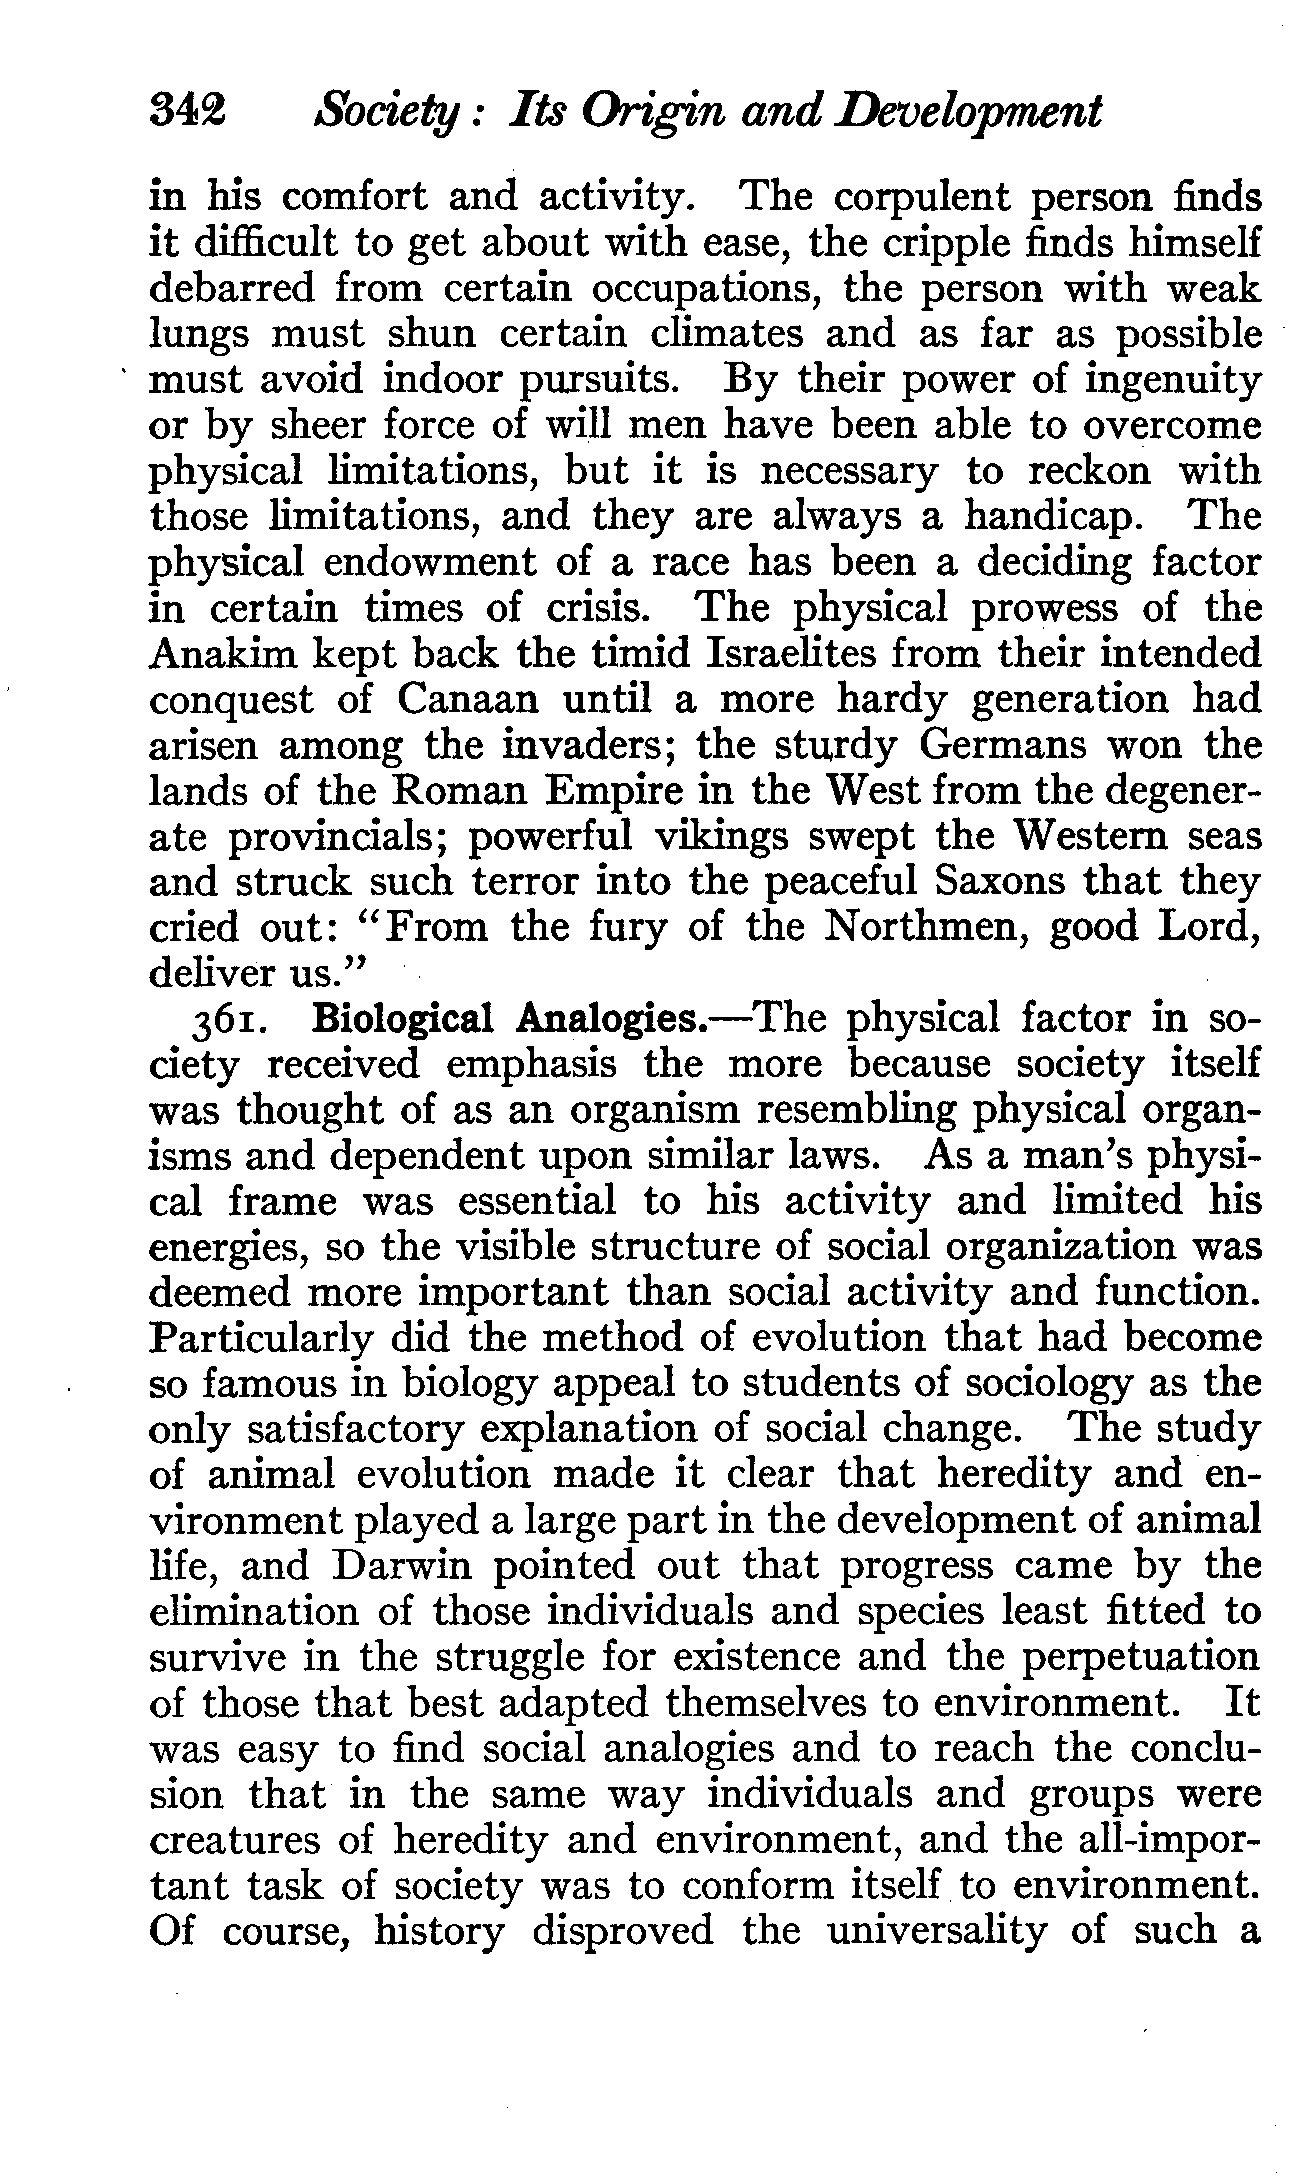 342 Society : Its Origin and Development
in his comfort and activity. The corpulent person finds
it difficult to get about with ease, the cripple finds himself
debarred from certain occupations, the person with weak
lungs must shun certain climates and as far as possible
must avoid indoor pursuits. By their power of ingenuity
or by sheer force of will men have been able to overcome
physical limitations, but it is necessary to reckon with
those limitations, and they are always a handicap. The
physical endowment of a race has been a deciding factor
in certain times of crisis. The physical prowess of the
Anakim kept back the timid Israelites from their intended
conquest of Canaan until a more hardy generation had
arisen among the invaders; the sturdy Germans won the
lands of the Roman Empire in the West from the degener-
ate provincials; powerful vikings swept the Western seas
and struck such terror into the peaceful Saxons that they
cried out: "From the fury of the Northmen, good Lord,
deliver us."
361. Biological Analogies.—The physical factor in so-
ciety received emphasis the more because society itself
was thought of as an organism resembling physical organ-
isms and dependent upon similar laws. As a man's physi-
cal frame was essential to his activity and limited his
energies, so the visible structure of social organization was
deemed more important than social activity and function.
Particularly did the method of evolution that had become
so famous in biology appeal to students of sociology as the
only satisfactory explanation of social change. The study
of animal evolution made it clear that heredity and en-
vironment played a large part in the development of animal
life, and Darwin pointed out that progress came by the
elimination of those individuals and species least fitted to
survive in the struggle for existence and the perpetuation
of those that best adapted themselves to environment. It
was easy to find social analogies and to reach the conclu-
sion that in the same way individuals and groups were
creatures of heredity and environment, and the all-impor-
tant task of society was to conform itself to environment.
Of course, history disproved the universality of such a